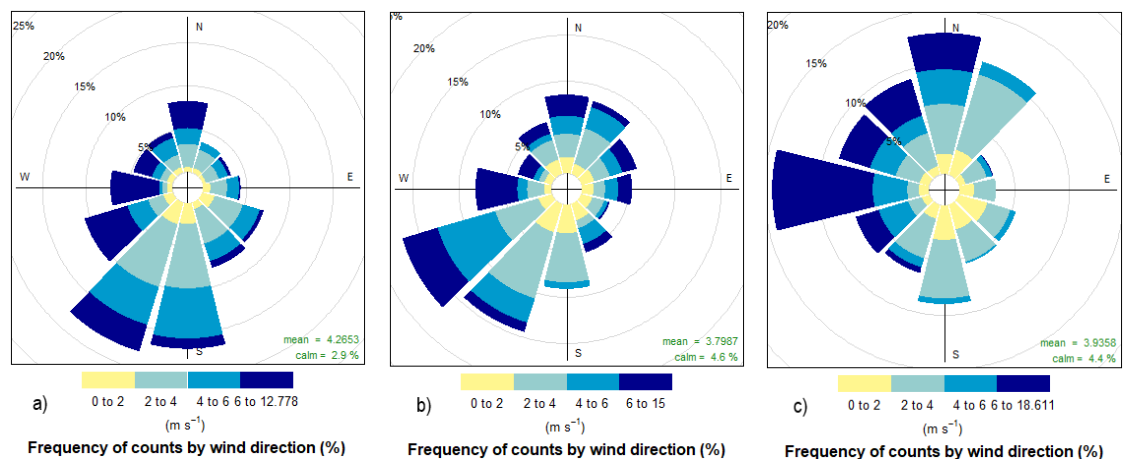 25%
20%
15%
10%
5%
N
W
E
S
mean = 4.2653
calm = 2.9 %
0 to 2 2 to 4 4 to 6 6 to 12.778
(m s⁻¹)
a)
Frequency of counts by wind direction (%)
20%
15%
10%
5%
N
W
E
S
mean = 3.7987
calm = 4.6 %
0 to 2 2 to 4 4 to 6 6 to 15
(m s⁻¹)
b)
Frequency of counts by wind direction (%)
20%
15%
10%
5%
N
W
E
S
mean = 3.9358
calm = 4.4 %
0 to 2 2 to 4 4 to 6 6 to 18.611
(m s⁻¹)
c)
Frequency of counts by wind direction (%)